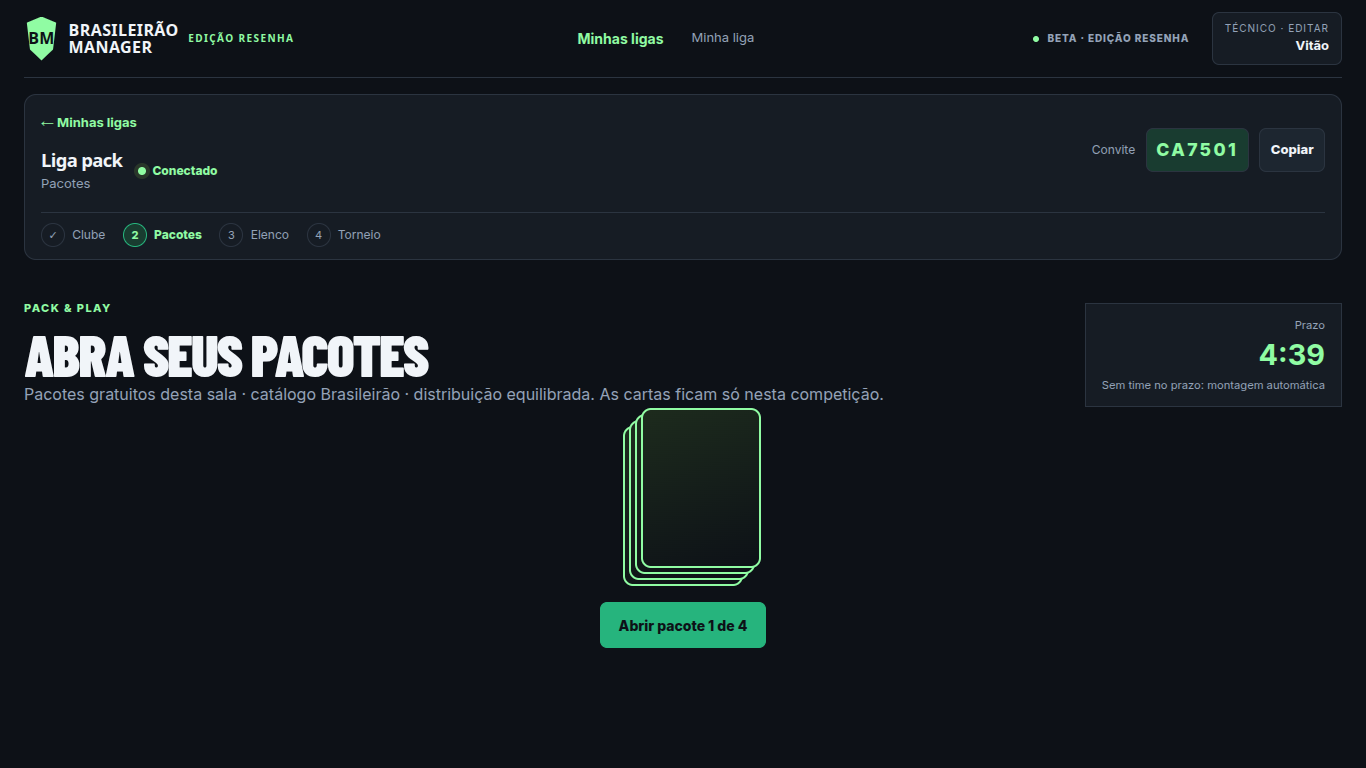 BM
BRASILEIRÃO
MANAGER
EDIÇÃO RESENHA
Minhas ligas
Minha liga
BETA · EDIÇÃO RESENHA
TÉCNICO · EDITAR
Vitão
← Minhas ligas
Liga pack
Conectado
Pacotes
Convite
CA7501
Copiar
✓ Clube
2 Pacotes
3 Elenco
4 Torneio
PACK & PLAY
ABRA SEUS PACOTES
Pacotes gratuitos desta sala · catálogo Brasileirão · distribuição equilibrada. As cartas ficam só nesta competição.
Prazo
4:39
Sem time no prazo: montagem automática
Abrir pacote 1 de 4